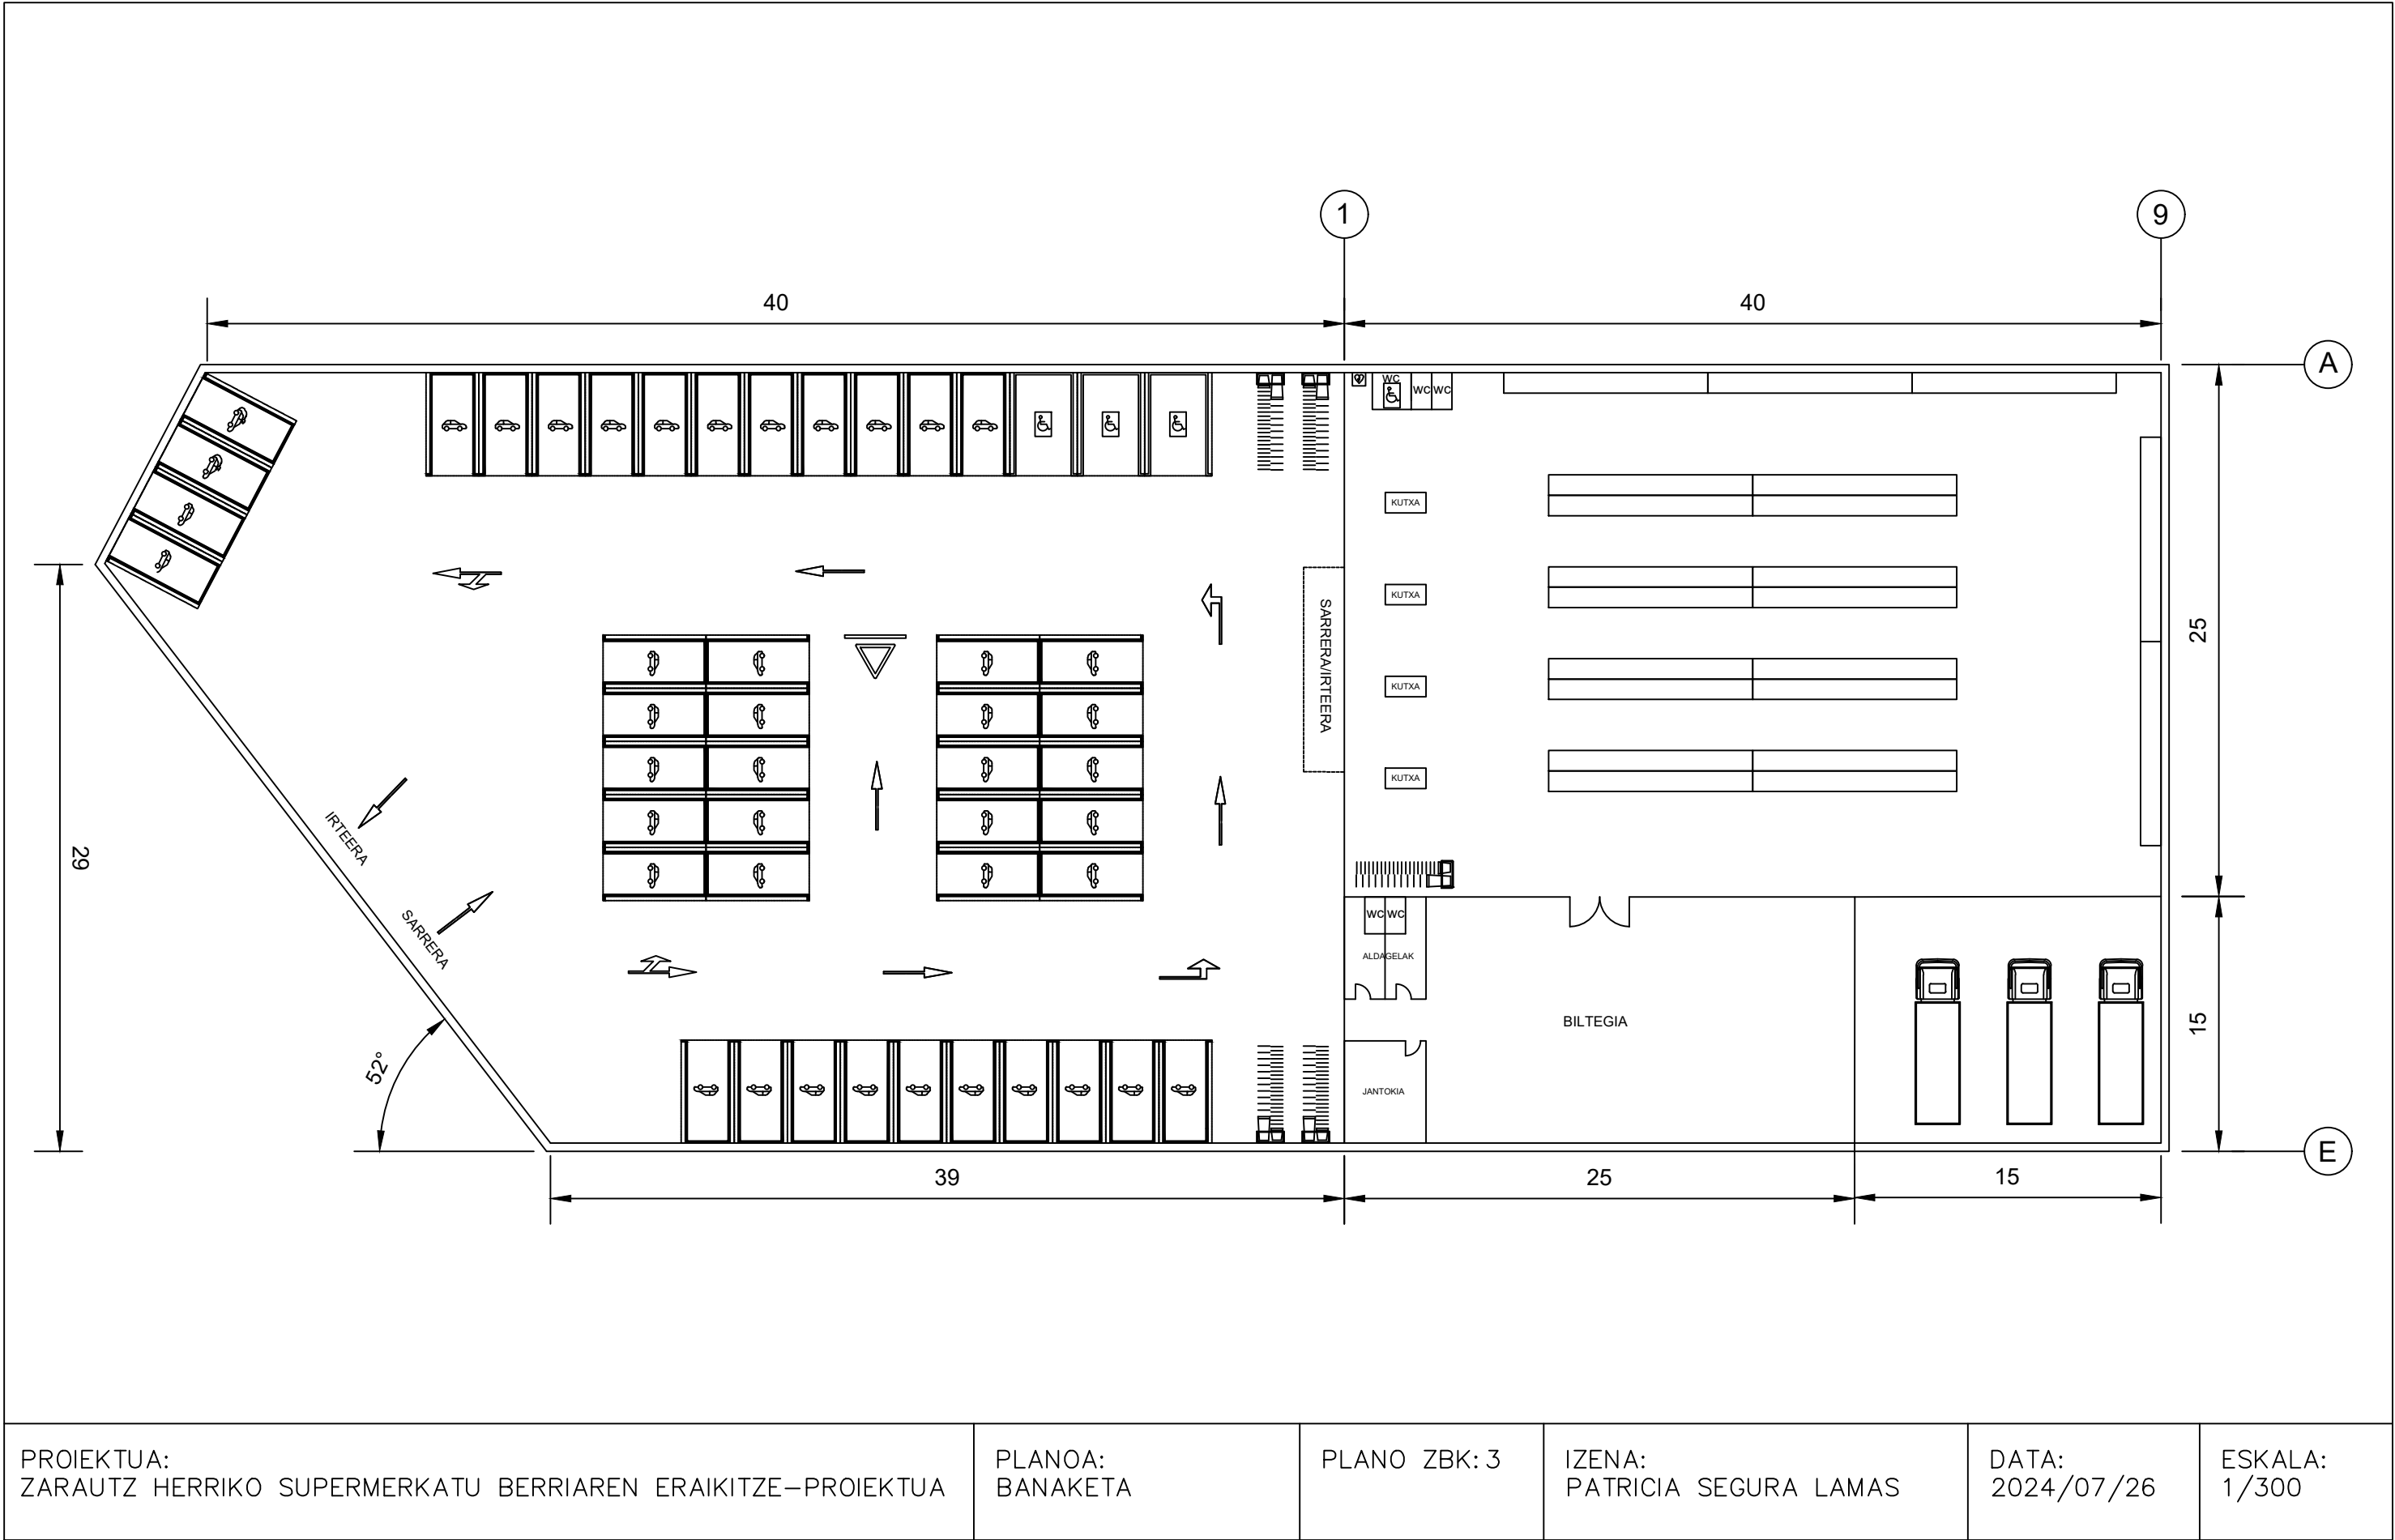 1
9
40
40
A
WC
WC WC
KUTXA
KUTXA
SARRERA/IRTEERA
25
KUTXA
KUTXA
29
IRTEERA
SARRERA
WC WC
ALDAGELAK
BILTEGIA
15
52°
JANTOKIA
E
39
25
15
PROIEKTUA:
ZARAUTZ HERRIKO SUPERMERKATU BERRIAREN ERAIKITZE-PROIEKTUA
PLANOA:
BANAKETA
PLANO ZBK: 3
IZENA:
PATRICIA SEGURA LAMAS
DATA:
2024/07/26
ESKALA:
1/300